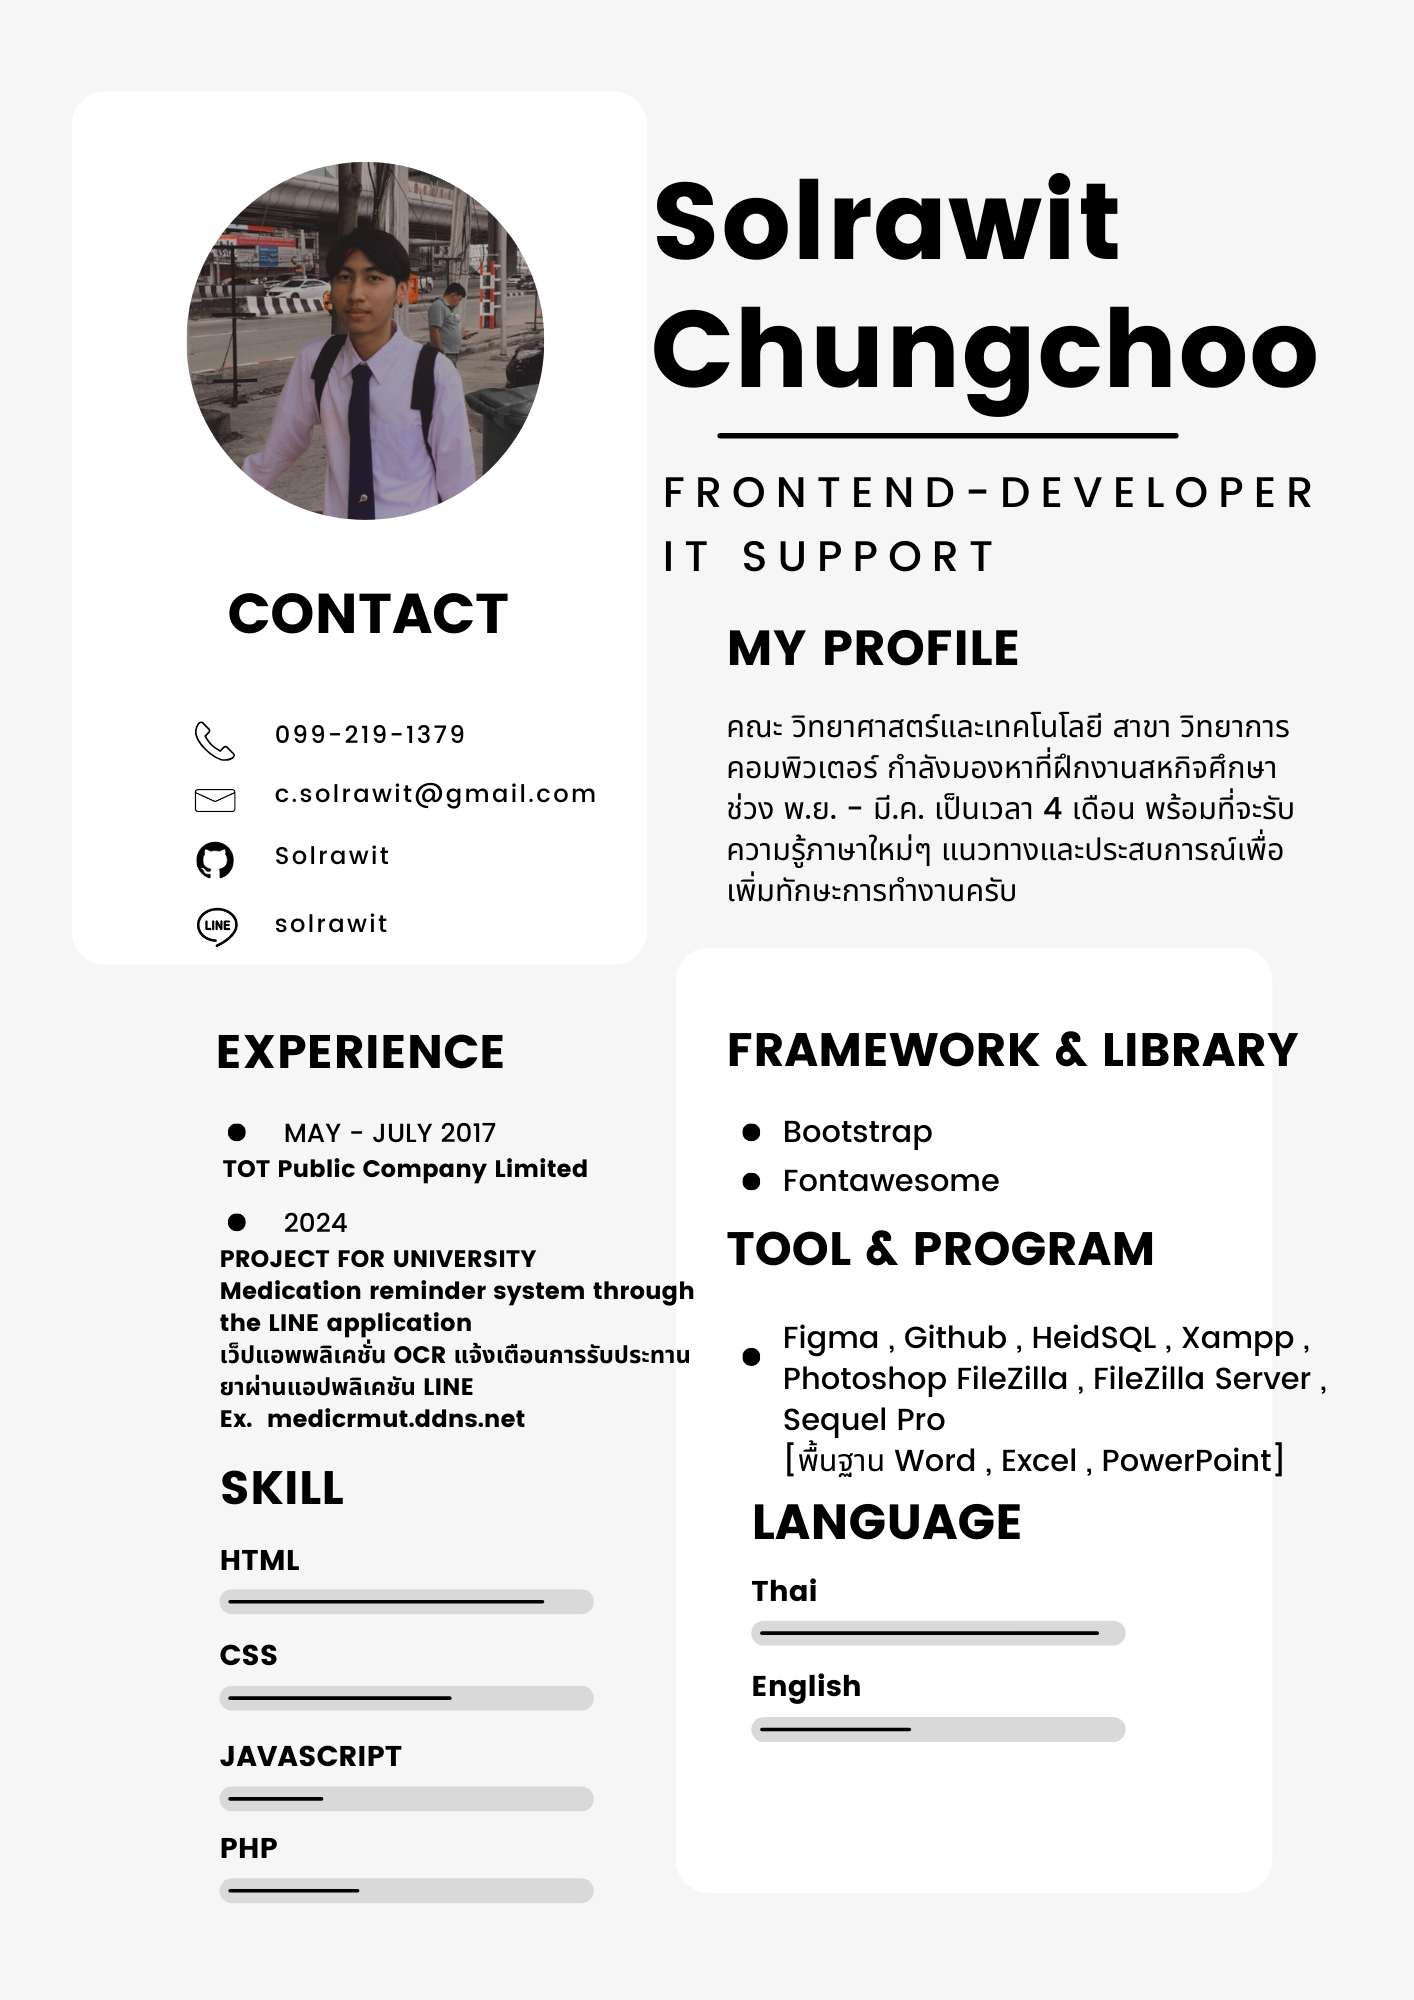 Solrawit
Chungchoo
FRONTEND-DEVELOPER
IT SUPPORT
CONTACT
099-219-1379
c.solrawit@gmail.com
Solrawit
LINE
solrawit
MY PROFILE
คณะ วิทยาศาสตร์และเทคโนโลยี สาขา วิทยาการ
คอมพิวเตอร์ กำลังมองหาที่ฝึกงานสหกิจศึกษา
ช่วง พ.ย. - มี.ค. เป็นเวลา 4 เดือน พร้อมที่จะรับ
ความรู้ภาษาใหม่ๆ แนวทางและประสบการณ์เพื่อ
เพิ่มทักษะการทำงานครับ
EXPERIENCE
MAY - JULY 2017
TOT Public Company Limited
2024
PROJECT FOR UNIVERSITY
Medication reminder system through
the LINE application
เว็ปแอพพลิเคชั่น OCR แจ้งเตือนการรับประทาน
ยาผ่านแอปพลิเคชัน LINE
Ex. medicrmut.ddns.net
SKILL
HTML
CSS
JAVASCRIPT
PHP
FRAMEWORK & LIBRARY
Bootstrap
Fontawesome
TOOL & PROGRAM
Figma , Github , HeidSQL , Xampp ,
Photoshop FileZilla , FileZilla Server ,
Sequel Pro
[พื้นฐาน Word , Excel , PowerPoint]
LANGUAGE
Thai
English